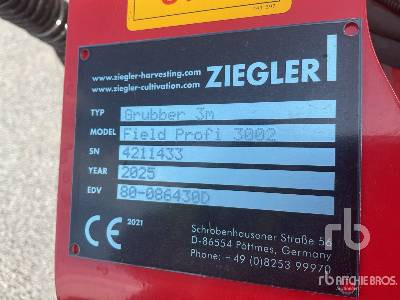 www.ziegler-harvesting.com
www.ziegler-cultivation.com
ZIEGLER
TYP Grubber 3m
MODEL Field Profi 3002
SN 4211433
YEAR 2025
EDV 80-086430D
CE 2021
Schrobenhausener Straße 56
D-86554 Pöttmes, Germany
Phone: +49 (0)8253 99970
rb
RITCHIE BROS.